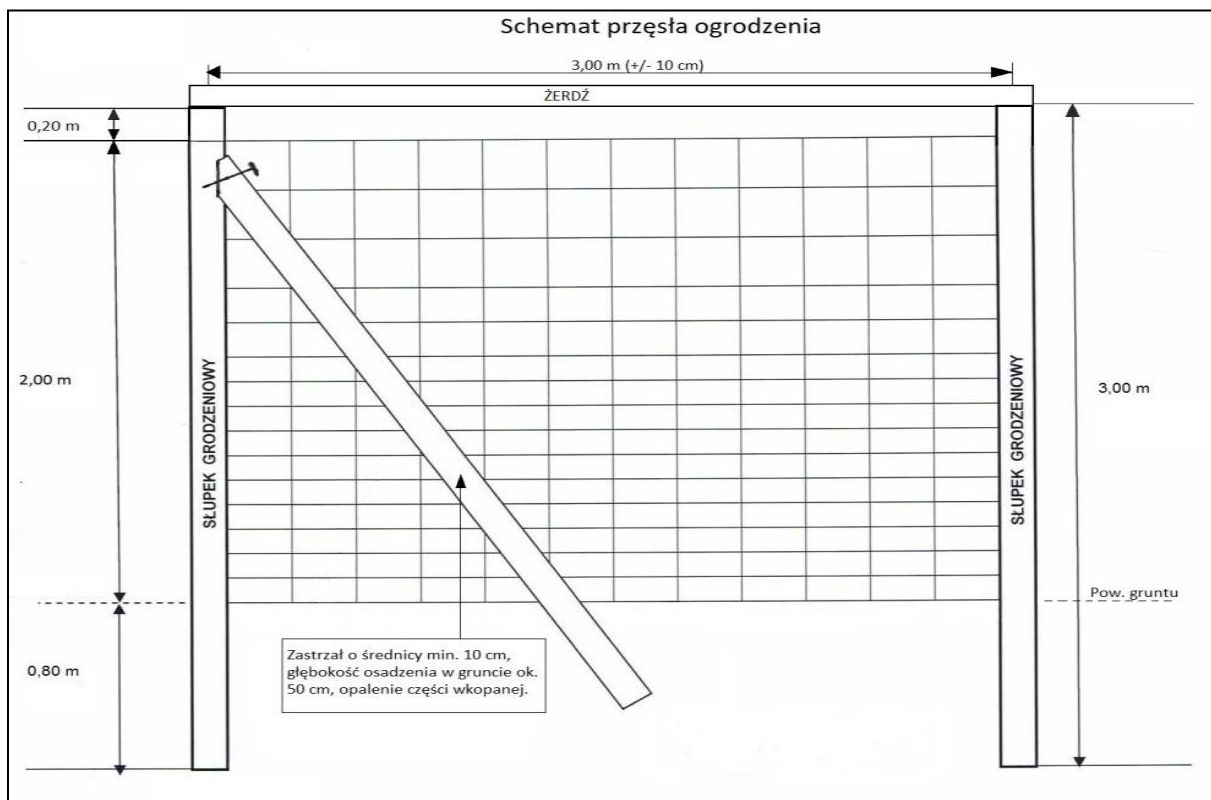 Schemat przęsła ogrodzenia
3,00 m (+/- 10 cm)
ŻERDŹ
0,20 m
2,00 m
SŁUPEK GRODZENIOWY
SŁUPEK GRODZENIOWY
3,00 m
Pow. gruntu
0,80 m
Zastrzał o średnicy min. 10 cm,
głębokość osadzenia w gruncie ok.
50 cm, opalenie części wkopanej.